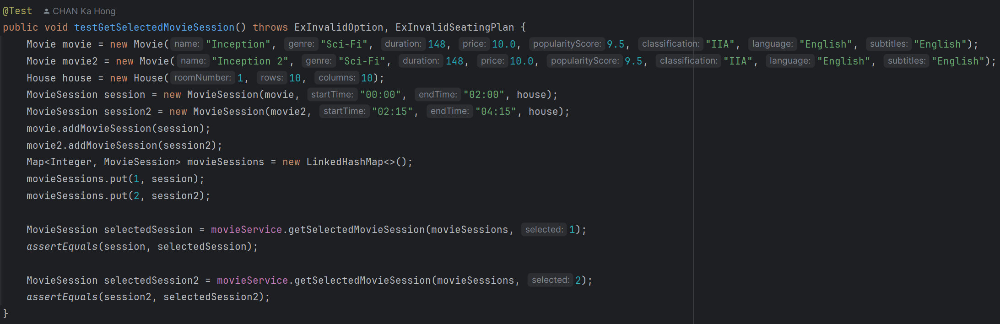 @Test CHAN Ka Hong
public void testGetSelectedMovieSession() throws ExInvalidOption, ExInvalidSeatingPlan {
    Movie movie = new Movie( name: "Inception", genre: "Sci-Fi", duration: 148, price: 10.0, popularityScore: 9.5, classification: "IIA", language: "English", subtitles: "English");
    Movie movie2 = new Movie( name: "Inception 2", genre: "Sci-Fi", duration: 148, price: 10.0, popularityScore: 9.5, classification: "IIA", language: "English", subtitles: "English");
    House house = new House( roomNumber: 1, rows: 10, columns: 10);
    MovieSession session = new MovieSession(movie, startTime: "00:00", endTime: "02:00", house);
    MovieSession session2 = new MovieSession(movie2, startTime: "02:15", endTime: "04:15", house);
    movie.addMovieSession(session);
    movie2.addMovieSession(session2);
    Map<Integer, MovieSession> movieSessions = new LinkedHashMap<>();
    movieSessions.put(1, session);
    movieSessions.put(2, session2);

    MovieSession selectedSession = movieService.getSelectedMovieSession(movieSessions, selected: 1);
    assertEquals(session, selectedSession);

    MovieSession selectedSession2 = movieService.getSelectedMovieSession(movieSessions, selected: 2);
    assertEquals(session2, selectedSession2);
}